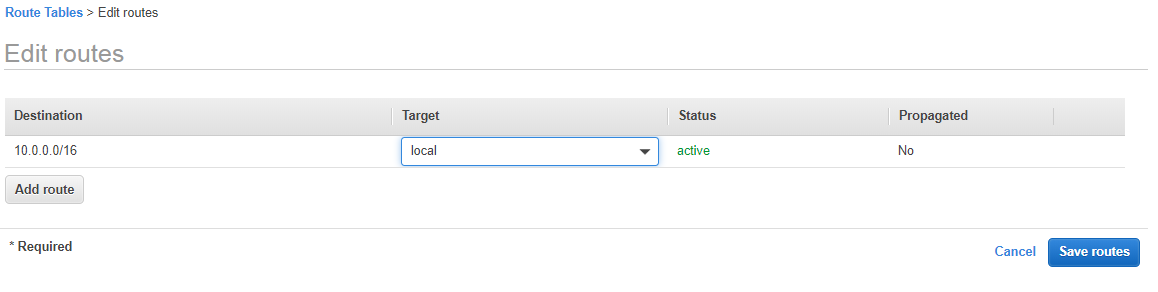 Route Tables > Edit routes
Edit routes
Destination Target Status Propagated
10.0.0.0/16 local active No
Add route
* Required
Cancel Save routes